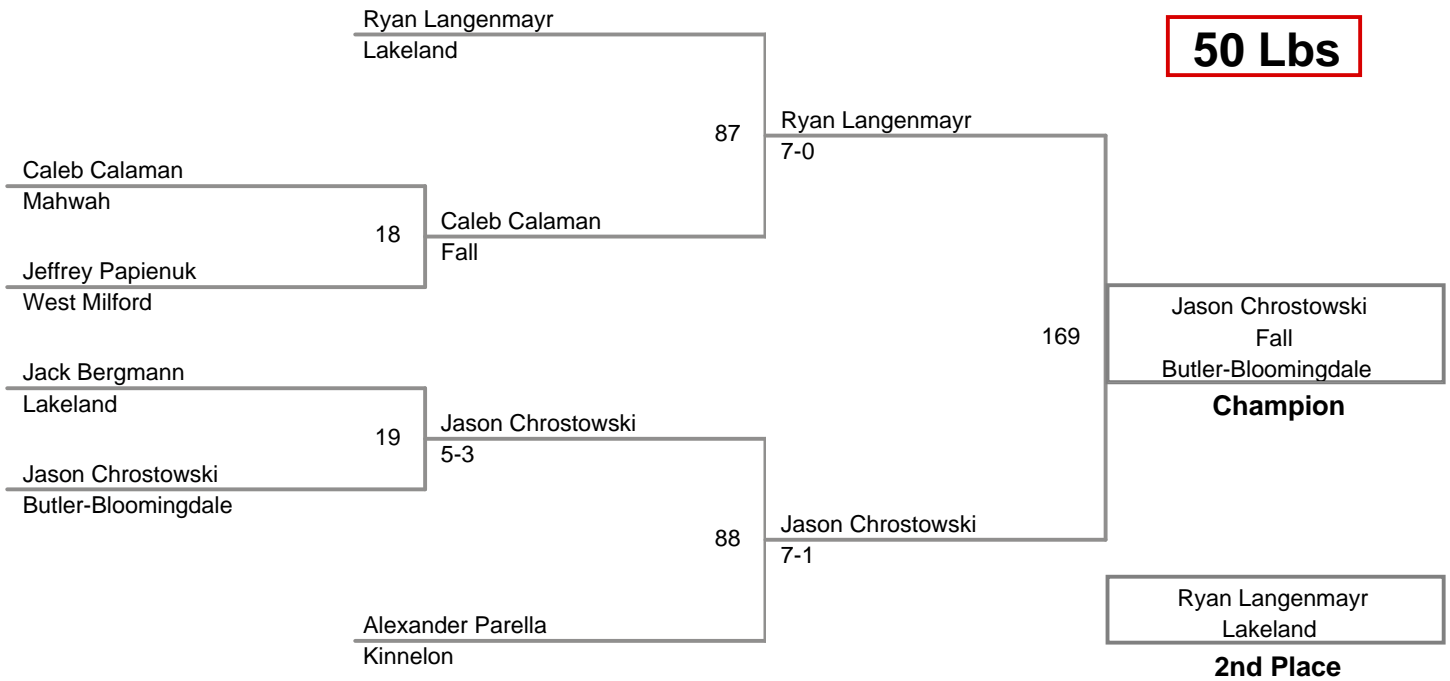 Ryan Langenmayr
Lakeland
50 Lbs
87
Ryan Langenmayr
7-0
Caleb Calaman
Mahwah
18
Caleb Calaman
Fall
Jeffrey Papienuk
West Milford
169
Jason Chrostowski
Fall
Butler-Bloomingdale
Champion
Jack Bergmann
Lakeland
19
Jason Chrostowski
5-3
Jason Chrostowski
Butler-Bloomingdale
88
Jason Chrostowski
7-1
Alexander Parella
Kinnelon
Ryan Langenmayr
Lakeland
2nd Place